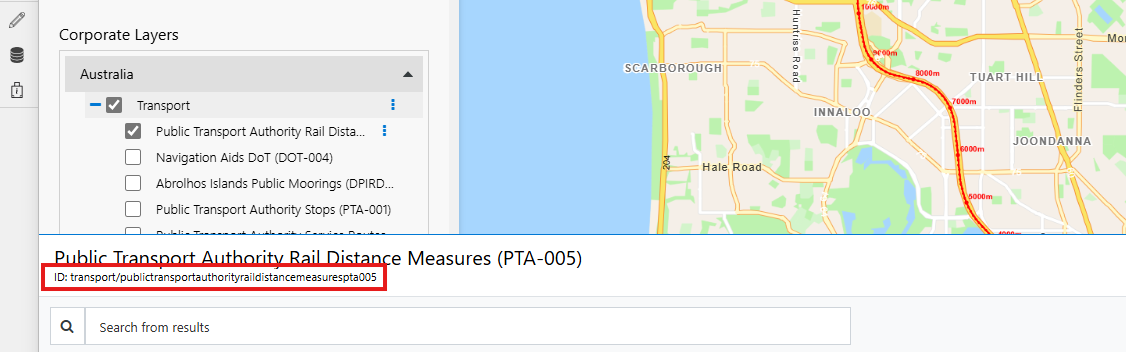 Corporate Layers
Australia
Transport
Public Transport Authority Rail Dista...
Navigation Aids DoT (DOT-004)
Abrolhos Islands Public Moorings (DPIRD...
Public Transport Authority Stops (PTA-001)
Public Transport Authority Service Routes
Huntriss Road
10000m
9000m
8000m
SCARBOROUGH
TUART HILL
Flinders Street
7000m
INNALOO
6000m
JOONDANNA
204
Hale Road
5000m
4000m
Public Transport Authority Rail Distance Measures (PTA-005)
ID: transport/publictransportauthorityraildistancemeasurespta005
Search from results